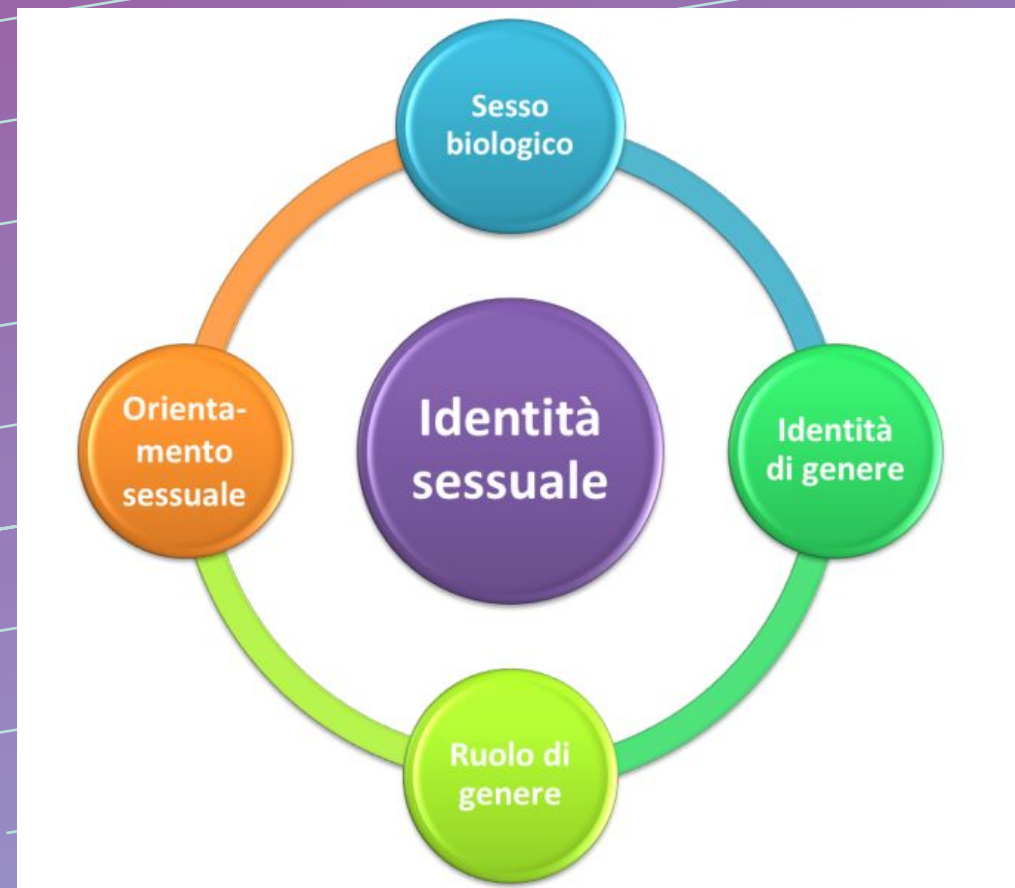 Sesso
biologico
Orienta-
mento
sessuale
Identità
sessuale
Identità
di genere
Ruolo di
genere